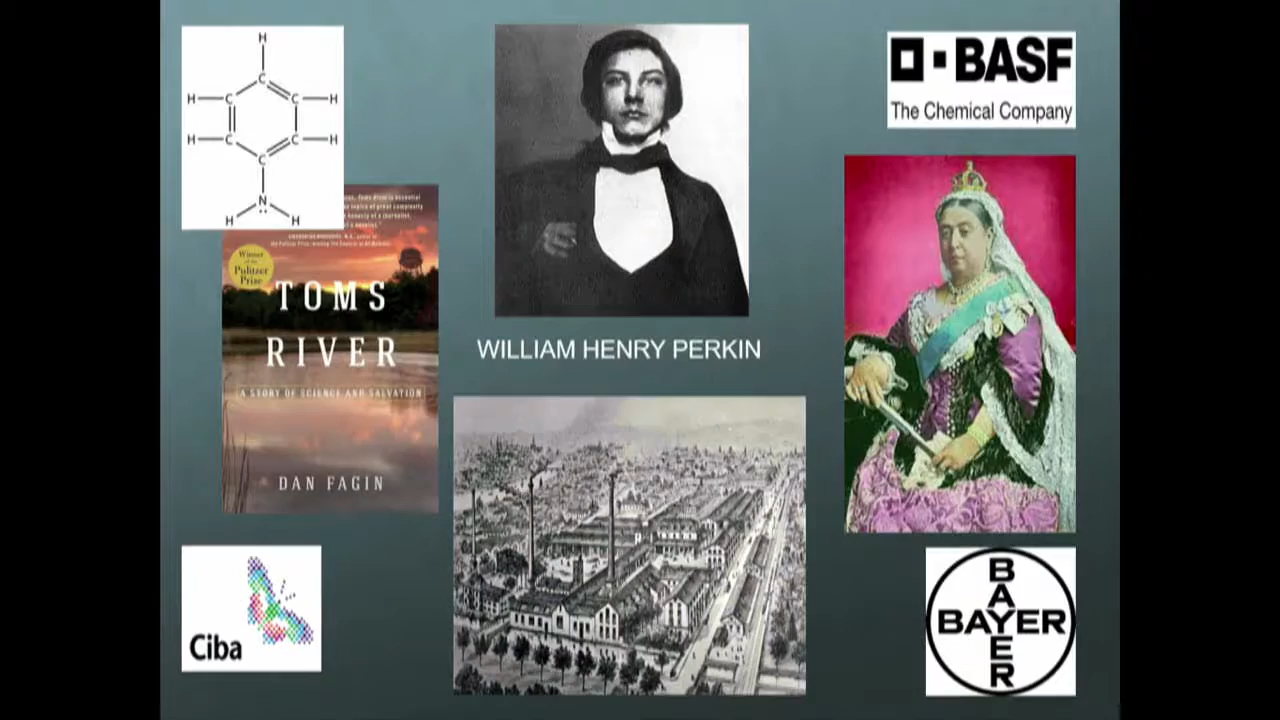 H
H C C H
H C C H
C
N
H H
BASF
The Chemical Company
Winner
of the
Pulitzer
Prize
TOMS
RIVER
A STORY OF SCIENCE AND SALVATION
DAN FAGIN
WILLIAM HENRY PERKIN
Ciba
BAYER
BAYER